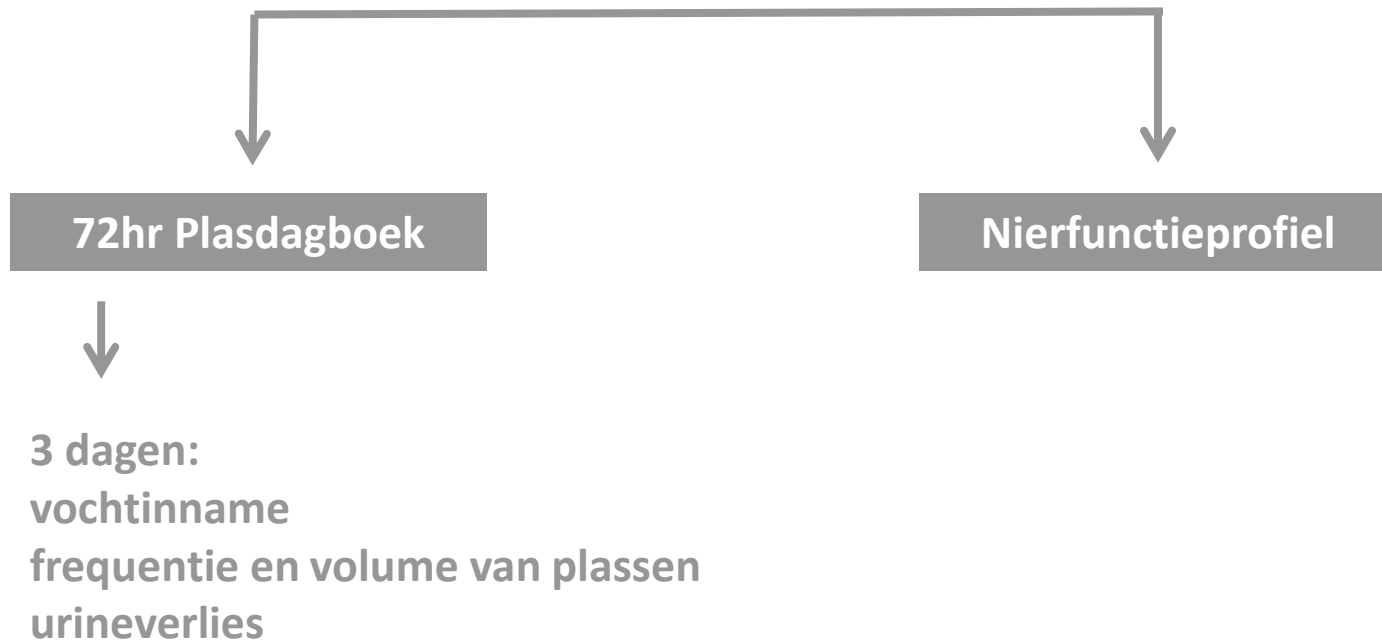 72hr Plasdagboek
Nierfunctieprofiel
3 dagen:
vochtinname
frequentie en volume van plassen
urineverlies